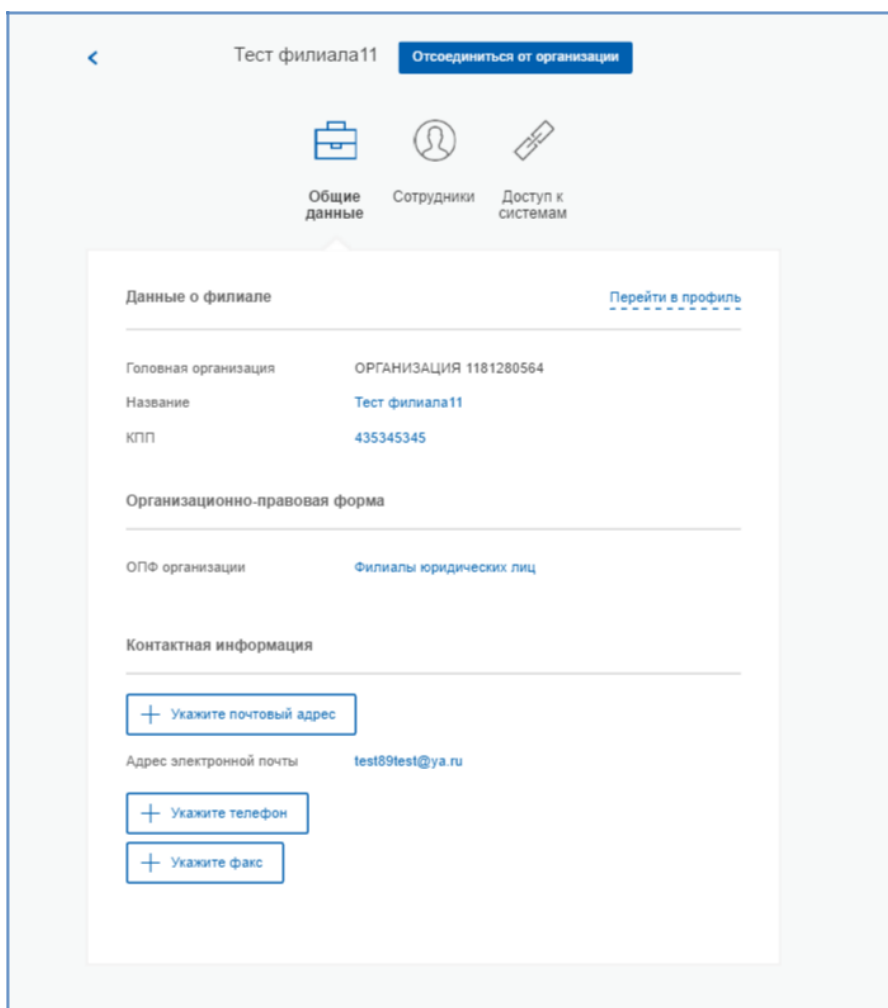 Тест филиала11 Отсоединиться от организации
Общие данные
Сотрудники
Доступ к системам
Данные о филиале Перейти в профиль
Головная организация ОРГАНИЗАЦИЯ 1181280564
Название Тест филиала11
КПП 435345345
Организационно-правовая форма
ОПФ организации Филиалы юридических лиц
Контактная информация
Укажите почтовый адрес
Адрес электронной почты test89test@ya.ru
Укажите телефон
Укажите факс